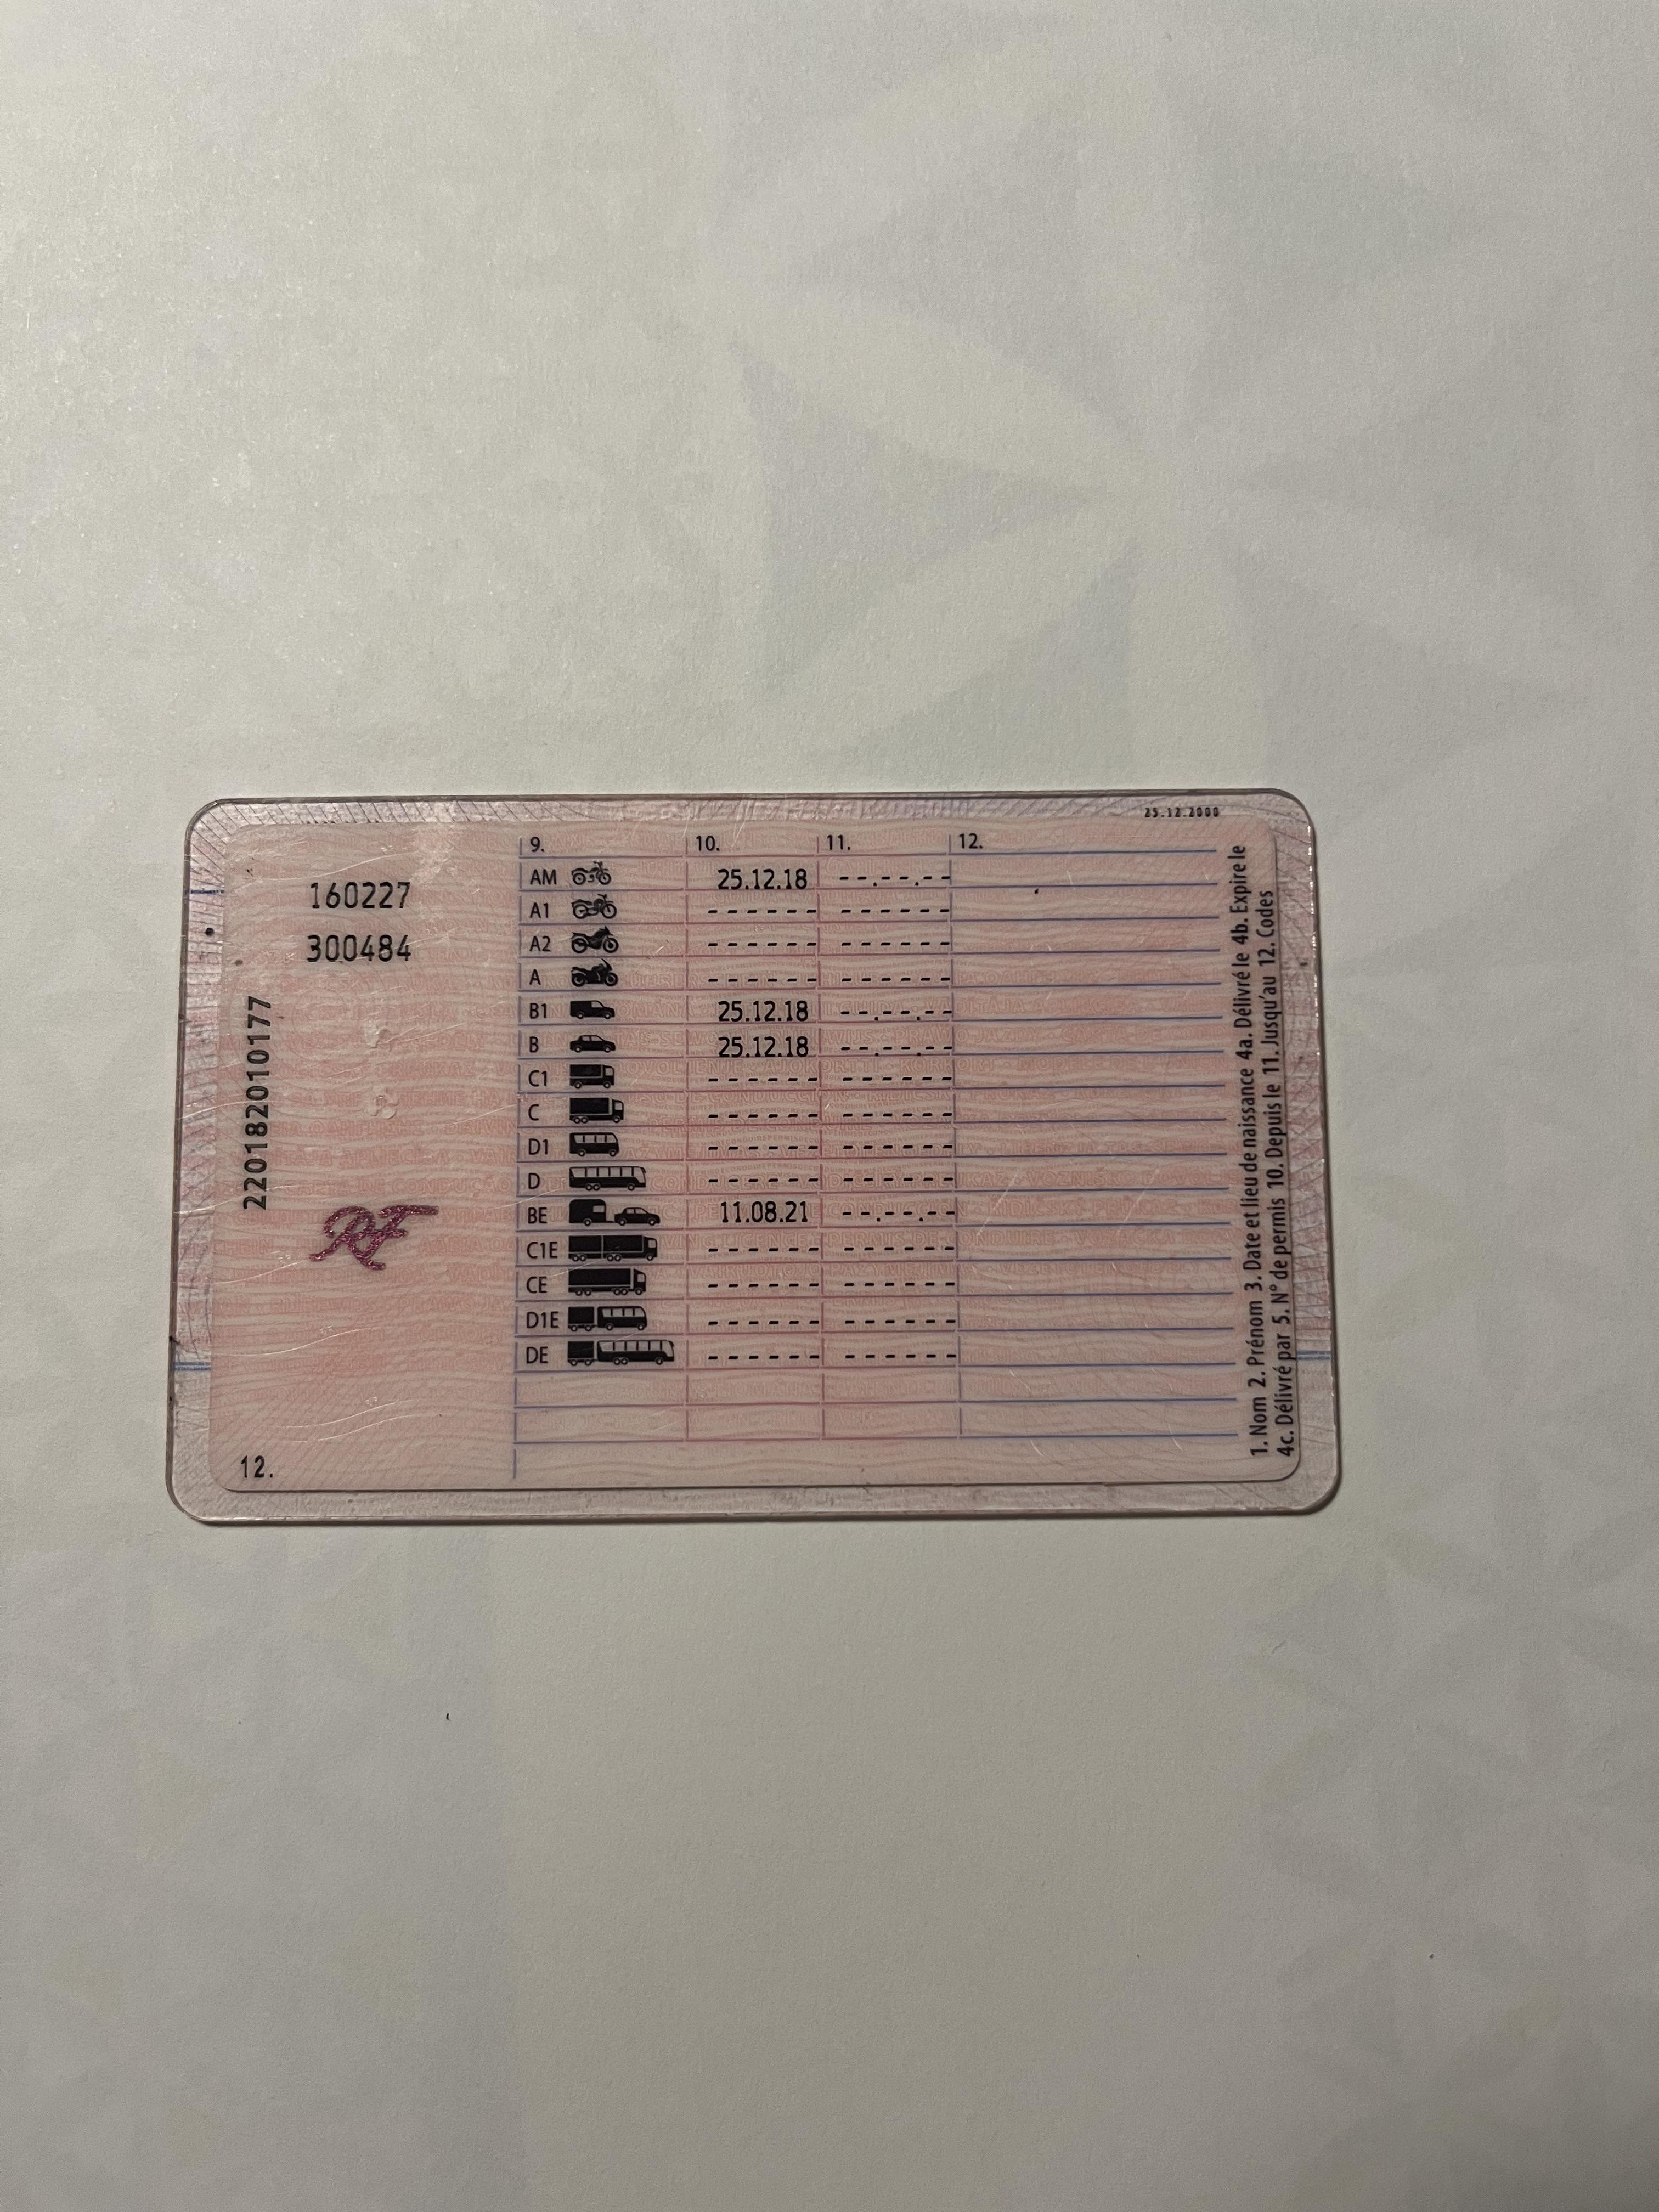 25.12.2000
160227
300484
220182010177
RF
12.
9. 10. 11. 12.
AM 25.12.18 --.--.--
A1 ------ ------
A2 ------ ------
A ------ ------
B1 25.12.18 --.--.--
B 25.12.18 --.--.--
C1 ------ ------
C ------ ------
D1 ------ ------
D ------ ------
BE 11.08.21 --.--.--
C1E ------ ------
CE ------ ------
D1E ------ ------
DE ------ ------
1. Nom 2. Prénom 3. Date et lieu de naissance 4a. Délivré le 4b. Expire le
4c. Délivré par 5. N° de permis 10. Depuis le 11. Jusqu'au 12. Codes